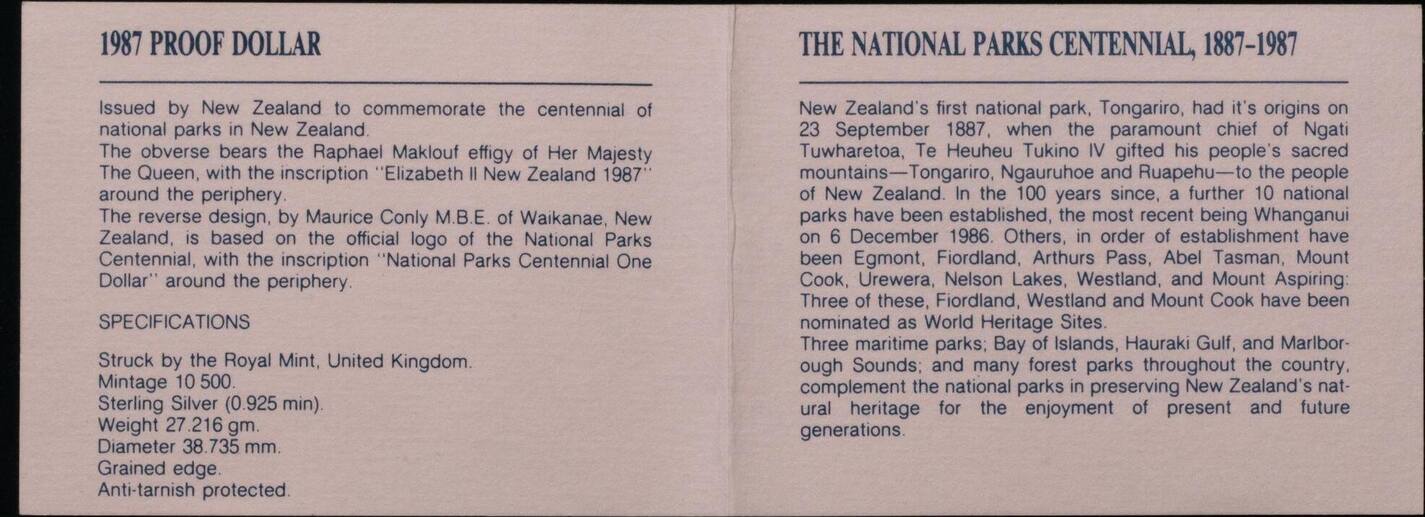 1987 PROOF DOLLAR
Issued by New Zealand to commemorate the centennial of
national parks in New Zealand.
The obverse bears the Raphael Maklouf effigy of Her Majesty
The Queen, with the inscription "Elizabeth II New Zealand 1987"
around the periphery.
The reverse design, by Maurice Conly M.B.E. of Waikanae, New
Zealand, is based on the official logo of the National Parks
Centennial, with the inscription "National Parks Centennial One
Dollar" around the periphery.
SPECIFICATIONS
Struck by the Royal Mint, United Kingdom.
Mintage 10 500.
Sterling Silver (0.925 min).
Weight 27.216 gm.
Diameter 38.735 mm.
Grained edge.
Anti-tarnish protected.
THE NATIONAL PARKS CENTENNIAL, 1887-1987
New Zealand's first national park, Tongariro, had it's origins on
23 September 1887, when the paramount chief of Ngati
Tuwharetoa, Te Heuheu Tukino IV gifted his people's sacred
mountains—Tongariro, Ngauruhoe and Ruapehu—to the people
of New Zealand. In the 100 years since, a further 10 national
parks have been established, the most recent being Whanganui
on 6 December 1986. Others, in order of establishment have
been Egmont, Fiordland, Arthurs Pass, Abel Tasman, Mount
Cook, Urewera, Nelson Lakes, Westland, and Mount Aspiring:
Three of these, Fiordland, Westland and Mount Cook have been
nominated as World Heritage Sites.
Three maritime parks; Bay of Islands, Hauraki Gulf, and Marlbor-
ough Sounds; and many forest parks throughout the country,
complement the national parks in preserving New Zealand's nat-
ural heritage for the enjoyment of present and future
generations.